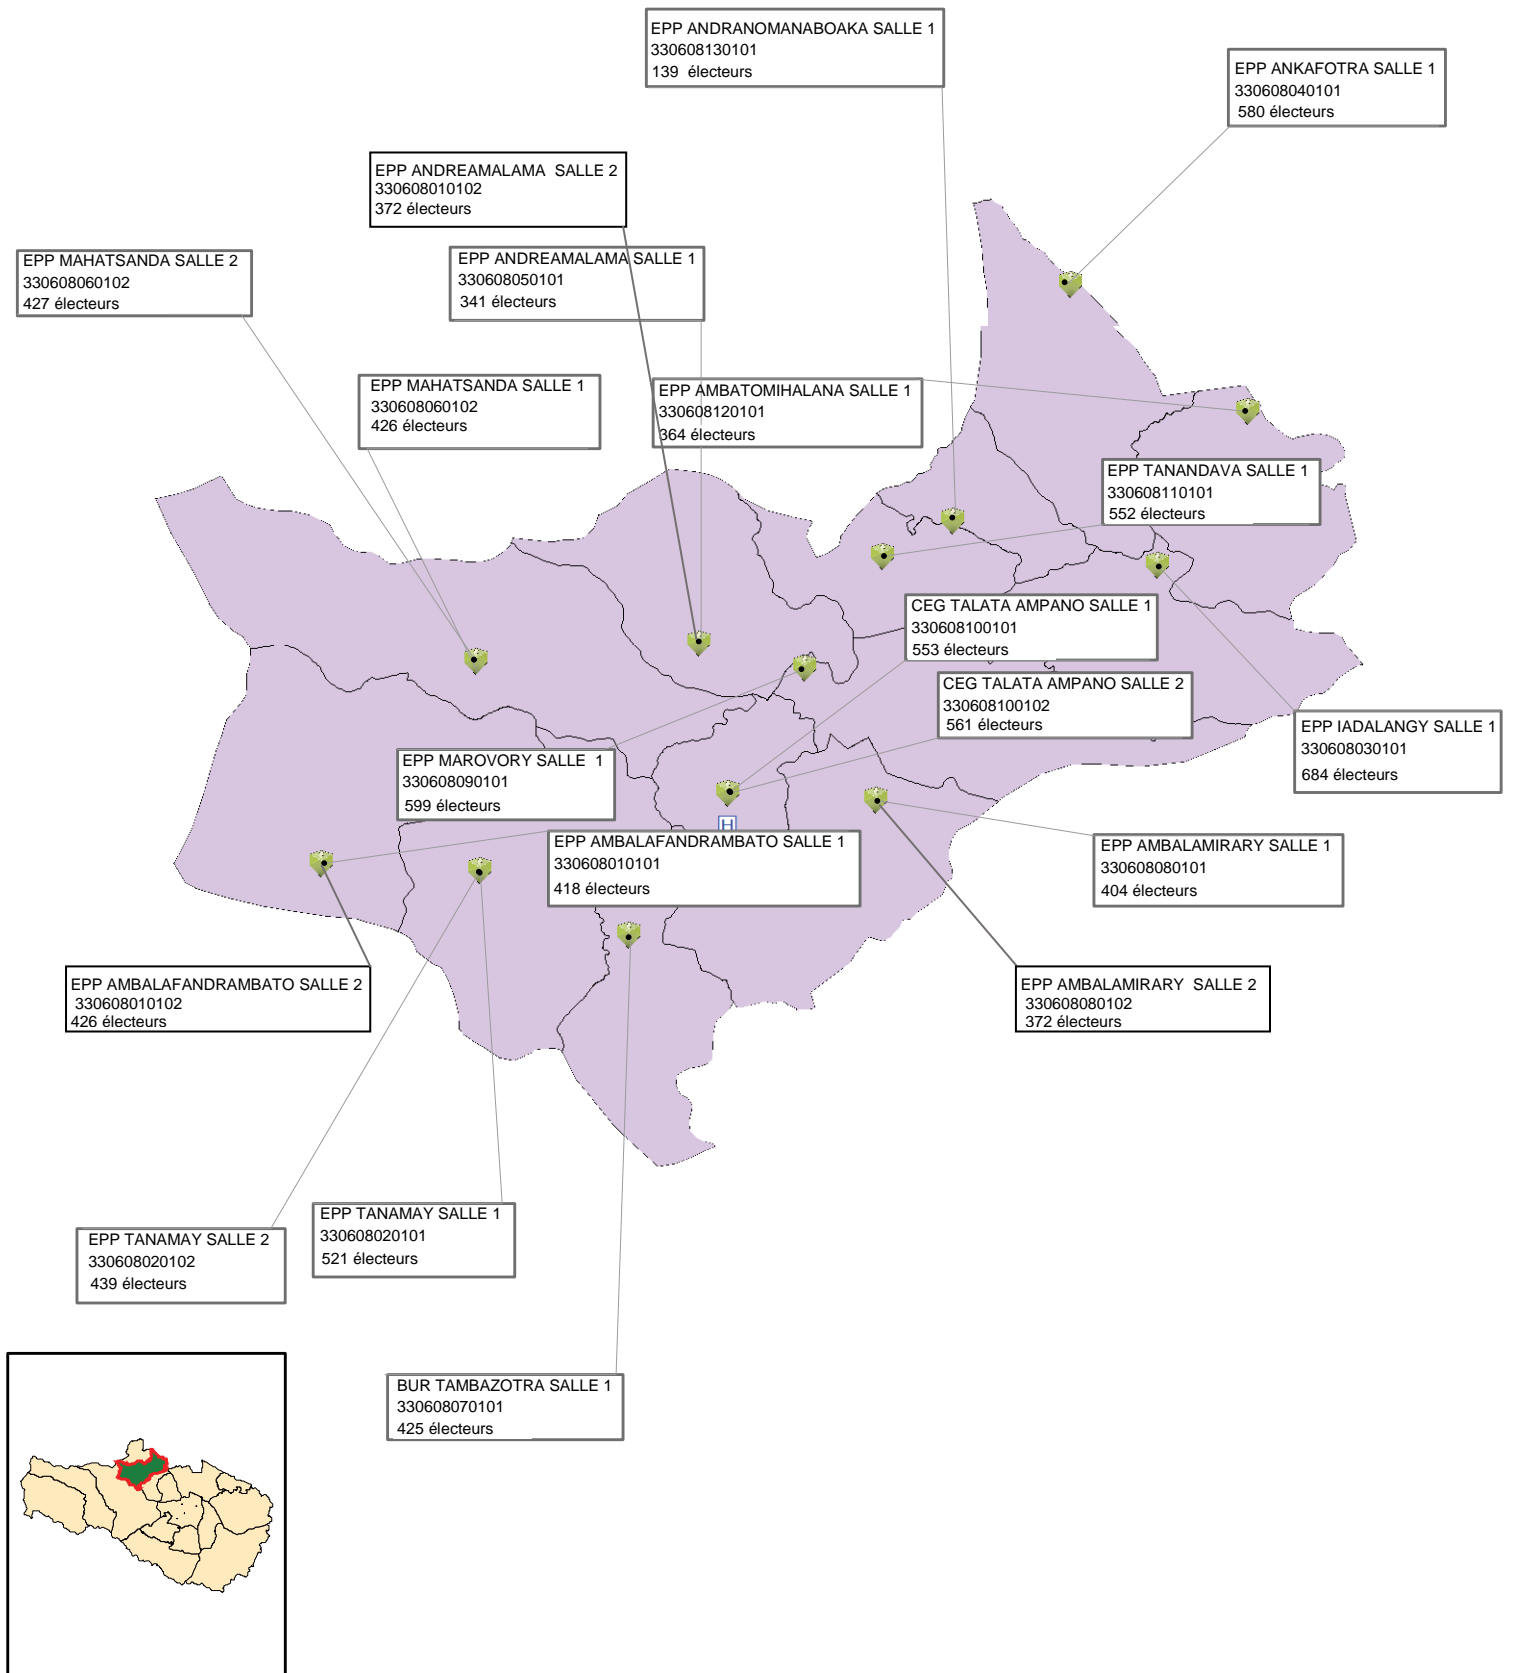 EPP ANDRANOMANABOAKA SALLE 1
330608130101
139 électeurs
EPP ANKAFOTRA SALLE 1
330608040101
580 électeurs
EPP ANDREAMALAMA SALLE 2
330608010102
372 électeurs
EPP MAHATSANDA SALLE 2
330608060102
427 électeurs
EPP ANDREAMALAMA SALLE 1
330608050101
341 électeurs
EPP MAHATSANDA SALLE 1
330608060102
426 électeurs
EPP AMBATOMIHALANA SALLE 1
330608120101
364 électeurs
EPP TANANDAVA SALLE 1
330608110101
552 électeurs
CEG TALATA AMPANO SALLE 1
330608100101
553 électeurs
CEG TALATA AMPANO SALLE 2
330608100102
561 électeurs
EPP IADALANGY SALLE 1
330608030101
684 électeurs
EPP MAROVORY SALLE 1
330608090101
599 électeurs
H
EPP AMBALAFANDRAMBATO SALLE 1
330608010101
418 électeurs
EPP AMBALAMIRARY SALLE 1
330608080101
404 électeurs
EPP AMBALAFANDRAMBATO SALLE 2
330608010102
426 électeurs
EPP AMBALAMIRARY SALLE 2
330608080102
372 électeurs
EPP TANAMAY SALLE 1
330608020101
521 électeurs
EPP TANAMAY SALLE 2
330608020102
439 électeurs
BUR TAMBAZOTRA SALLE 1
330608070101
425 électeurs